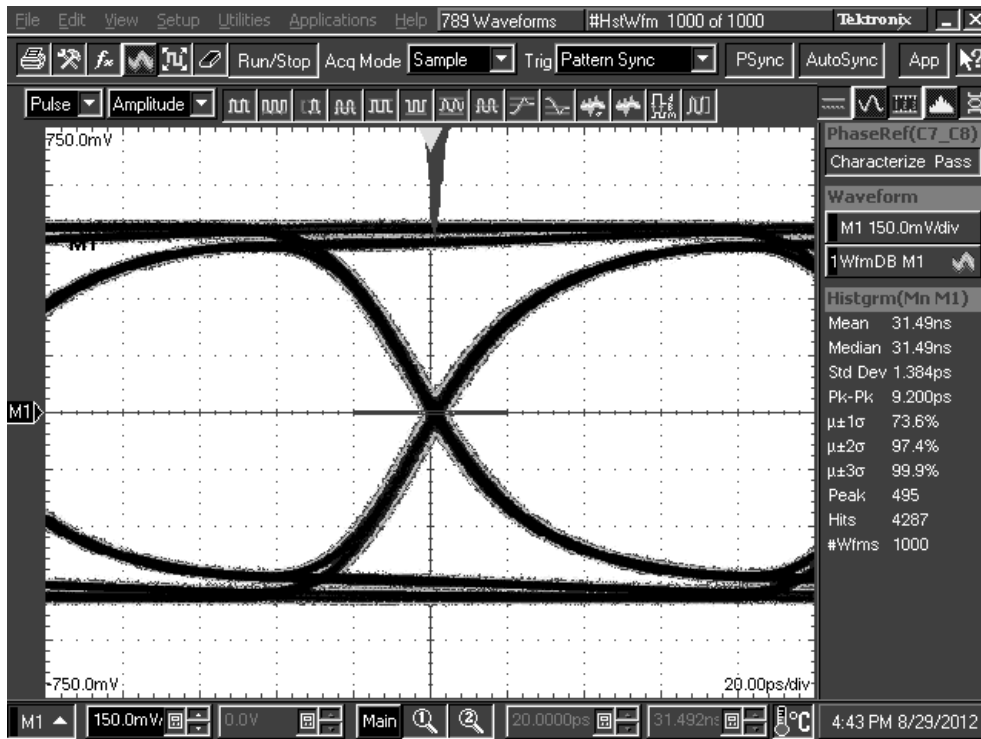 File Edit View Setup Utilities Applications Help 789 Waveforms #HstWfm 1000 of 1000 Tektronix
Run/Stop Acq Mode Sample Trig Pattern Sync PSync AutoSync App
Pulse Amplitude
750.0mV
M1
M1
-750.0mV
20.00ps/div
PhaseRef(C7_C8)
Characterize Pass
Waveform
M1 150.0mV/div
1 WfmDB M1
Histgrm(Mn M1)
Mean 31.49ns
Median 31.49ns
Std Dev 1.384ps
Pk-Pk 9.200ps
µ±1σ 73.6%
µ±2σ 97.4%
µ±3σ 99.9%
Peak 495
Hits 4287
#Wfms 1000
M1 150.0mV/ 0.0V Main 1 2 20.0000ps 31.492ns °C 4:43 PM 8/29/2012